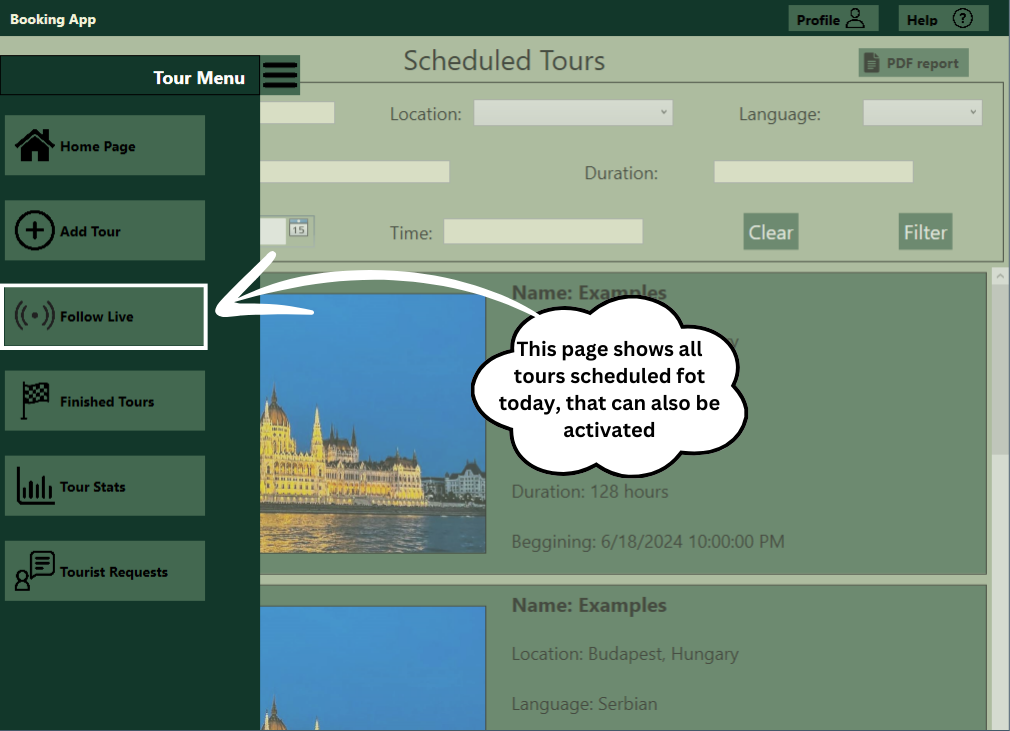 Booking App
Profile
Help ?
Tour Menu
Scheduled Tours
PDF report
Location:
Language:
Home Page
Duration:
Add Tour
15
Time:
Clear
Filter
Follow Live
Name: Examples
This page shows all
tours scheduled fot
today, that can also be
activated
Finished Tours
Tour Stats
Duration: 128 hours
Beggining: 6/18/2024 10:00:00 PM
Tourist Requests
Name: Examples
Location: Budapest, Hungary
Language: Serbian